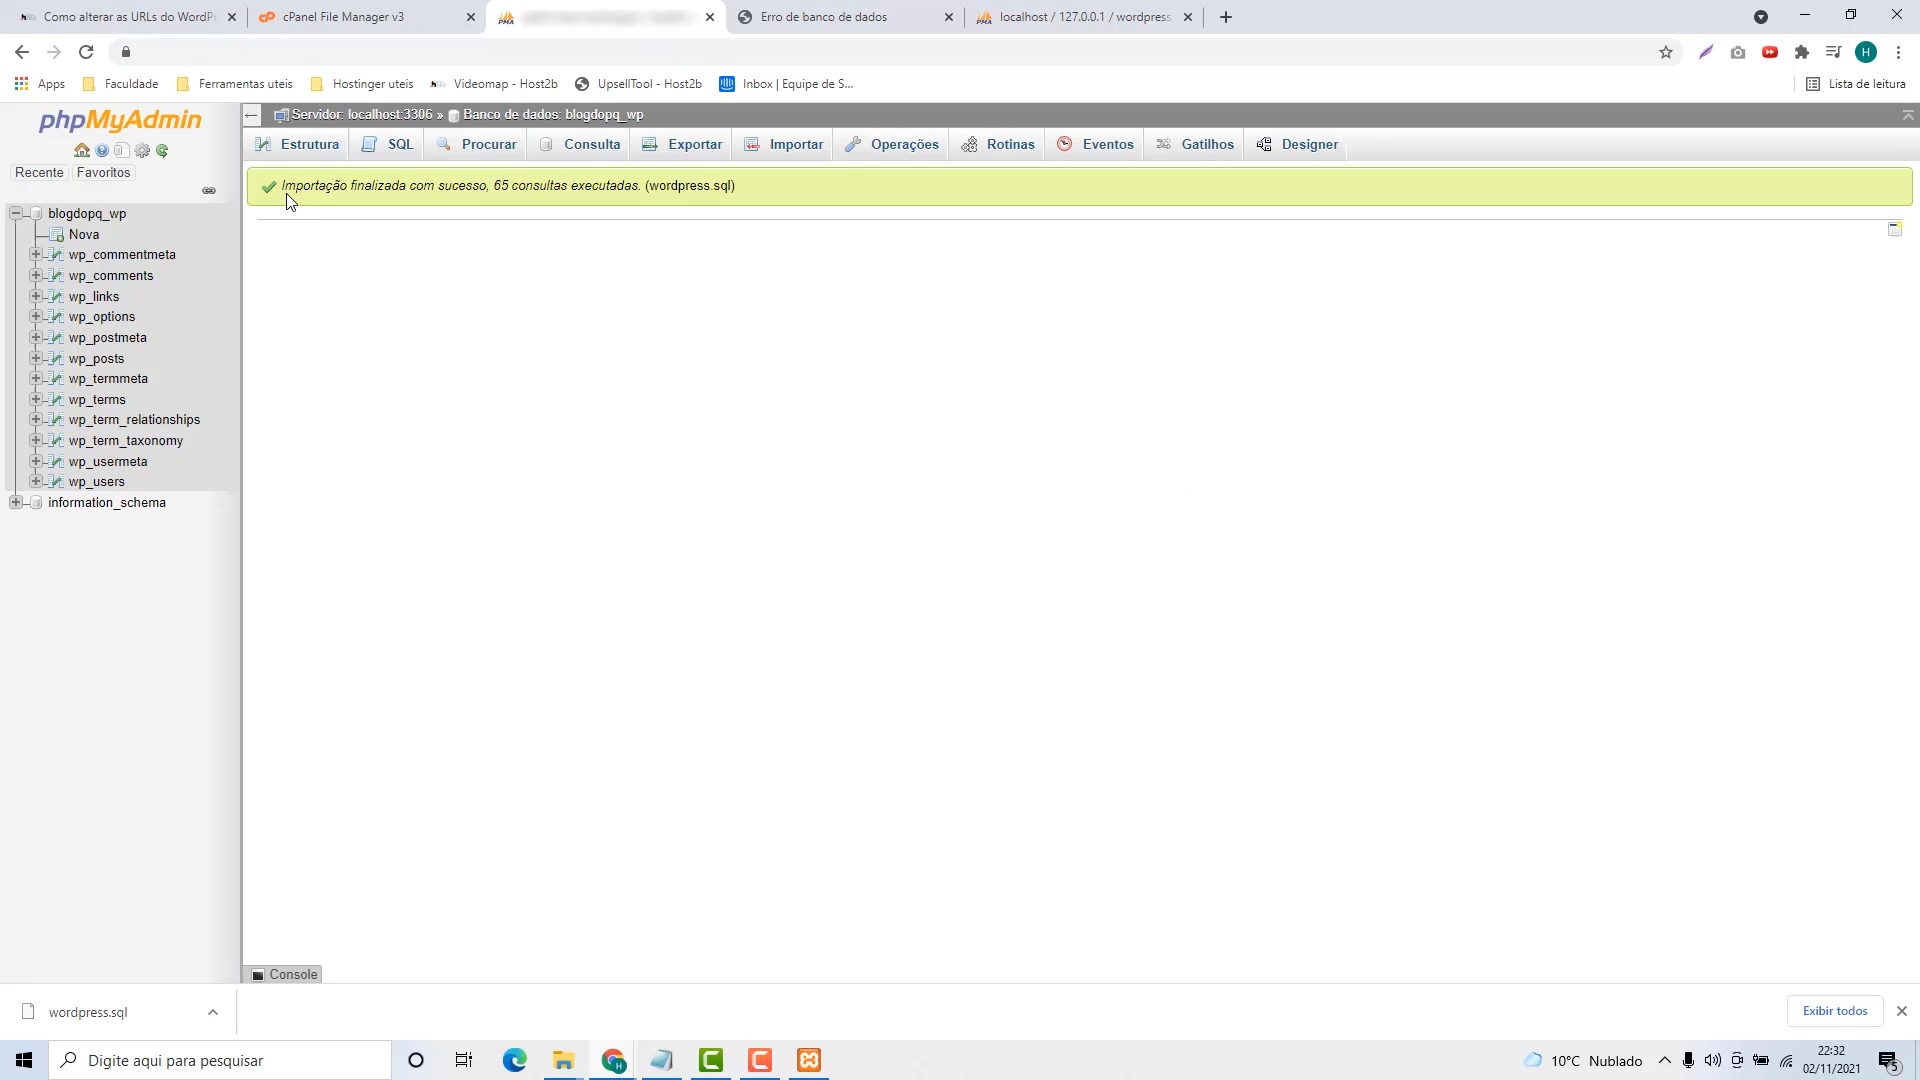 Como alterar as URLs do WordPr
cPanel File Manager v3
Erro de banco de dados
localhost / 127.0.0.1 / wordpress
H
Apps
Faculdade
Ferramentas uteis
Hostinger uteis
Videomap - Host2b
UpsellTool - Host2b
Inbox | Equipe de S...
Lista de leitura
phpMyAdmin
Servidor: localhost:3306 » Banco de dados: blogdopq_wp
Estrutura
SQL
Procurar
Consulta
Exportar
Importar
Operações
Rotinas
Eventos
Gatilhos
Designer
Recente
Favoritos
Importação finalizada com sucesso, 65 consultas executadas. (wordpress.sql)
blogdopq_wp
Nova
wp_commentmeta
wp_comments
wp_links
wp_options
wp_postmeta
wp_posts
wp_termmeta
wp_terms
wp_term_relationships
wp_term_taxonomy
wp_usermeta
wp_users
information_schema
Console
wordpress.sql
Exibir todos
Digite aqui para pesquisar
10°C Nublado
22:32
02/11/2021
5